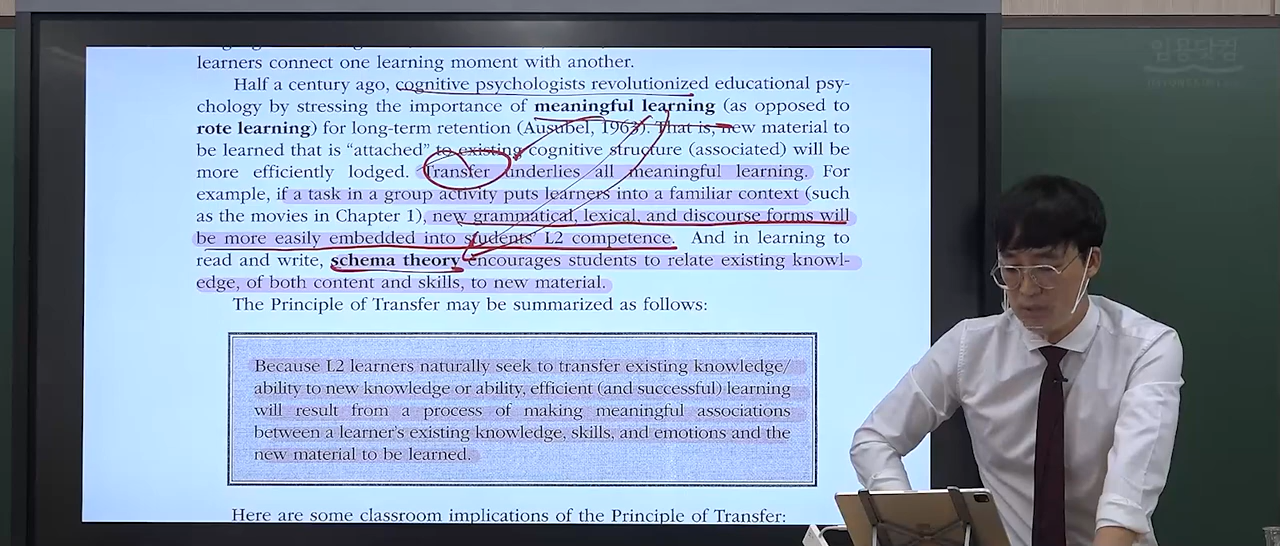 learners connect one learning moment with another.
Half a century ago, cognitive psychologists revolutionized educational psy-
chology by stressing the importance of meaningful learning (as opposed to
rote learning) for long-term retention (Ausubel, 1963). That is, new material to
be learned that is “attached” to existing cognitive structure (associated) will be
more efficiently lodged. Transfer underlies all meaningful learning. For
example, if a task in a group activity puts learners into a familiar context (such
as the movies in Chapter 1), new grammatical, lexical, and discourse forms will
be more easily embedded into students’ L2 competence. And in learning to
read and write, schema theory encourages students to relate existing knowl-
edge, of both content and skills, to new material.
The Principle of Transfer may be summarized as follows:
Because L2 learners naturally seek to transfer existing knowledge/
ability to new knowledge or ability, efficient (and successful) learning
will result from a process of making meaningful associations
between a learner’s existing knowledge, skills, and emotions and the
new material to be learned.
Here are some classroom implications of the Principle of Transfer:
임용닷컴